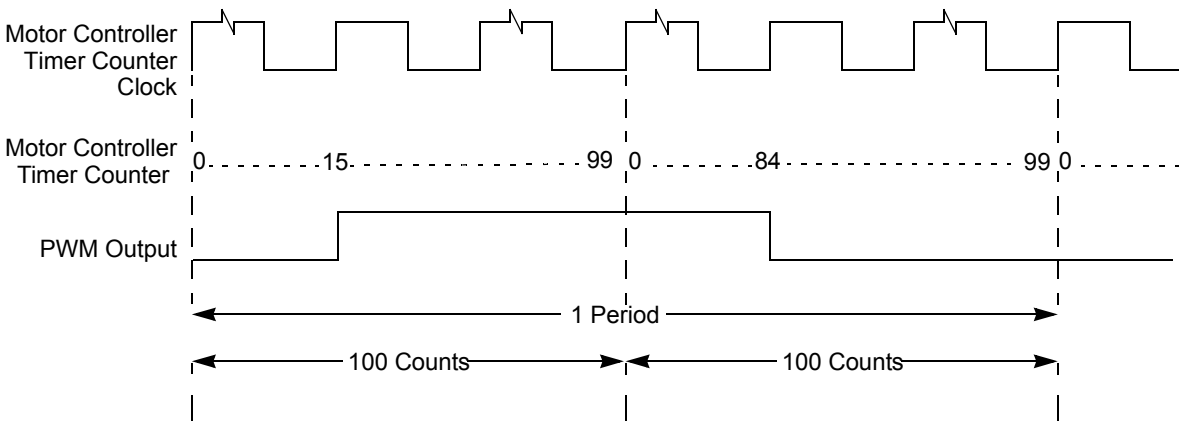 Motor Controller
Timer Counter
Clock
Motor Controller
Timer Counter
0 15 99 0 84 99 0
PWM Output
1 Period
100 Counts 100 Counts